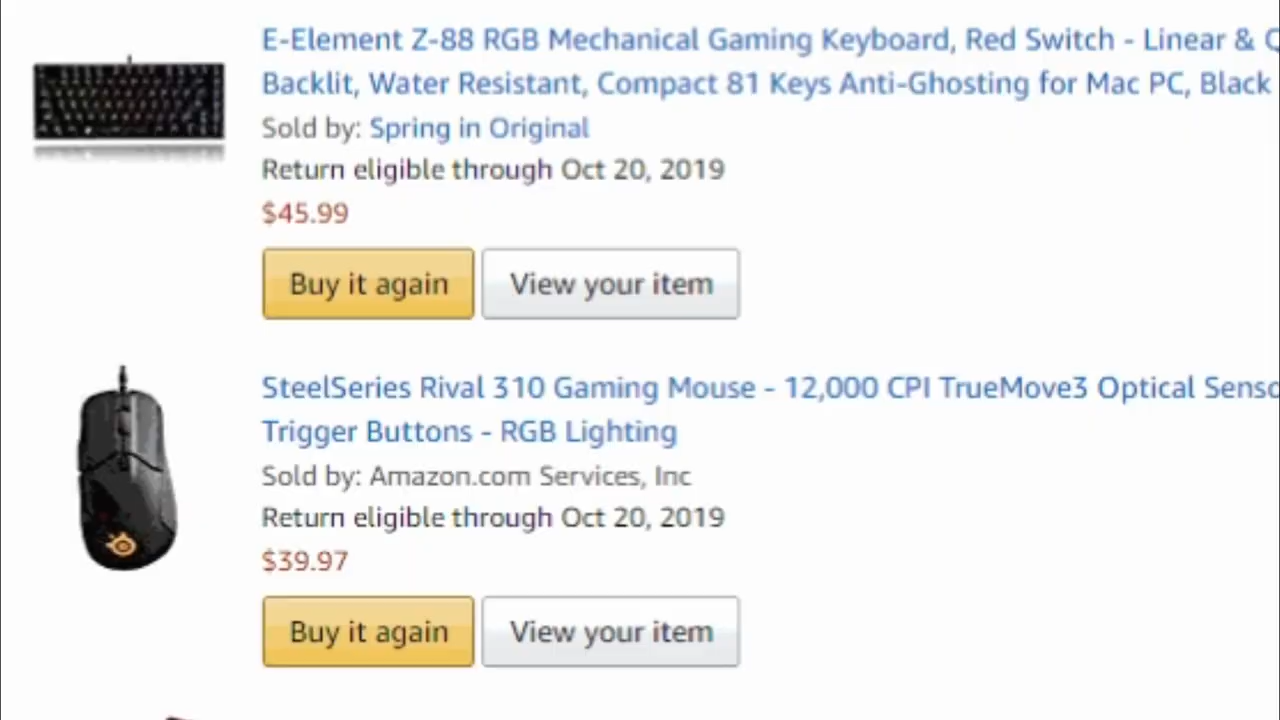 E-Element Z-88 RGB Mechanical Gaming Keyboard, Red Switch - Linear &
Backlit, Water Resistant, Compact 81 Keys Anti-Ghosting for Mac PC, Black
Sold by: Spring in Original
Return eligible through Oct 20, 2019
$45.99
Buy it again View your item
SteelSeries Rival 310 Gaming Mouse - 12,000 CPI TrueMove3 Optical
Trigger Buttons - RGB Lighting
Sold by: Amazon.com Services, Inc
Return eligible through Oct 20, 2019
$39.97
Buy it again View your item